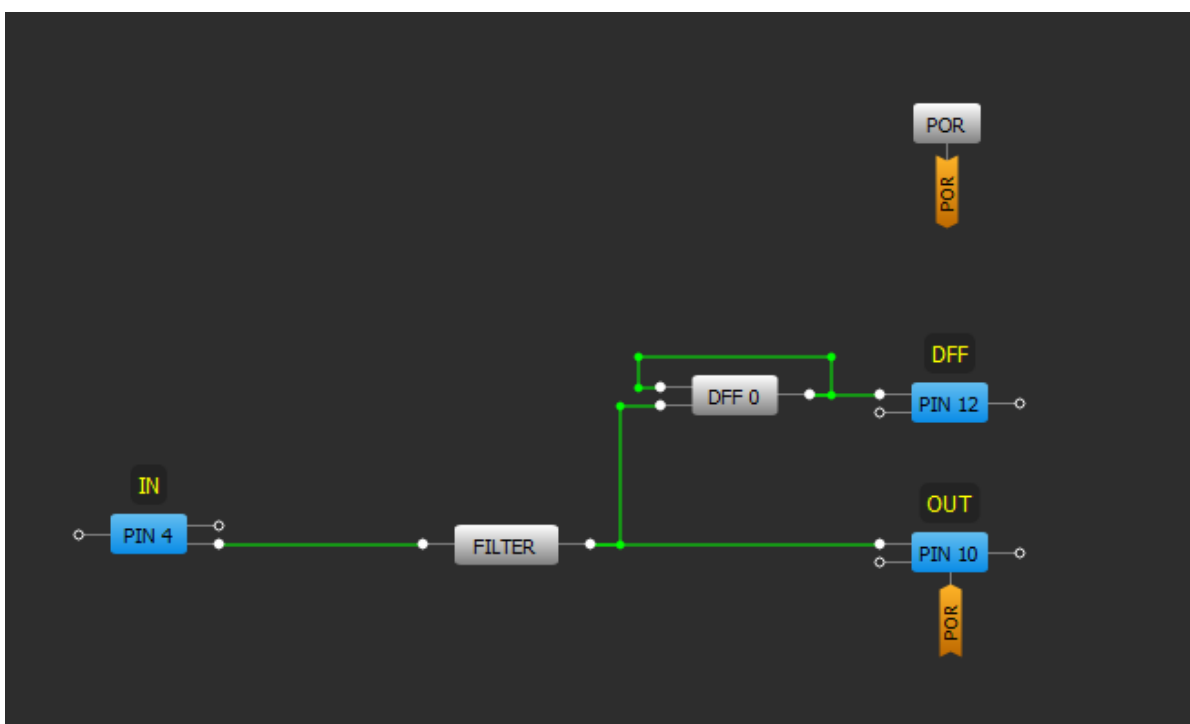 POR
POR
DFF
DFF 0
PIN 12
IN
OUT
PIN 4
FILTER
PIN 10
POR